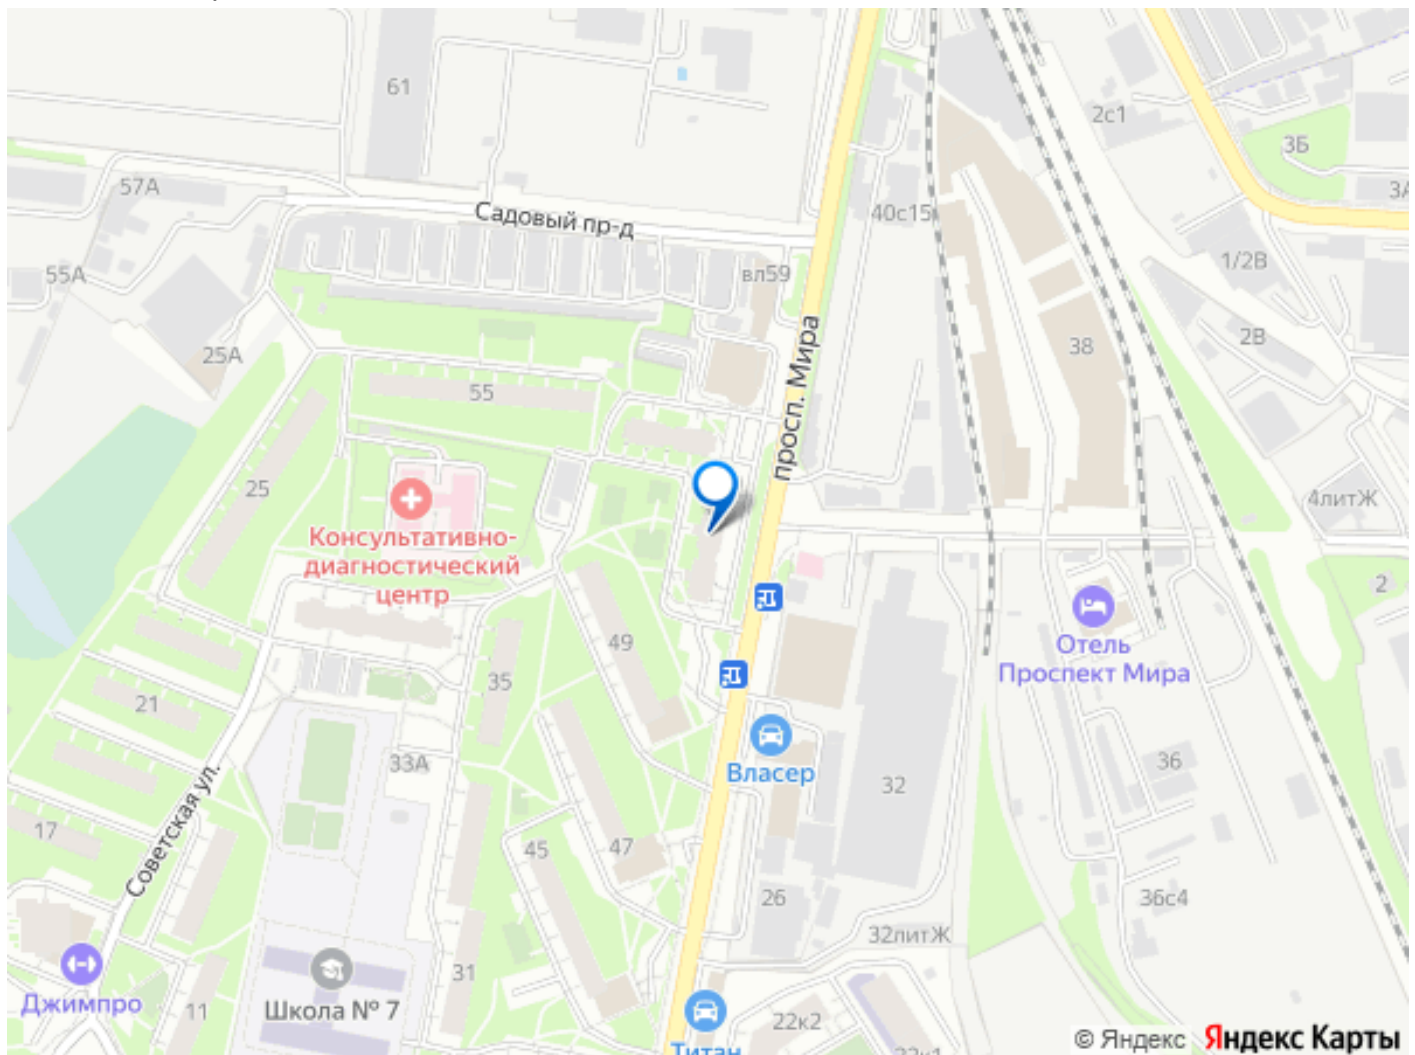 61
2с1
3Б
57А
3А
Садовый пр-д
40с15
55А
вл59
1/2В
25А
просп. Мира
38
2В
55
25
4литЖ
Консультативно-
диагностический
центр
2
49
Отель
Проспект Мира
35
21
33А
Власер
36
32
Советская ул.
17
45
47
26
36с4
32литЖ
31
Джимпро
11
Школа № 7
22к2
Титан
22к1
© Яндекс Яндекс Карты